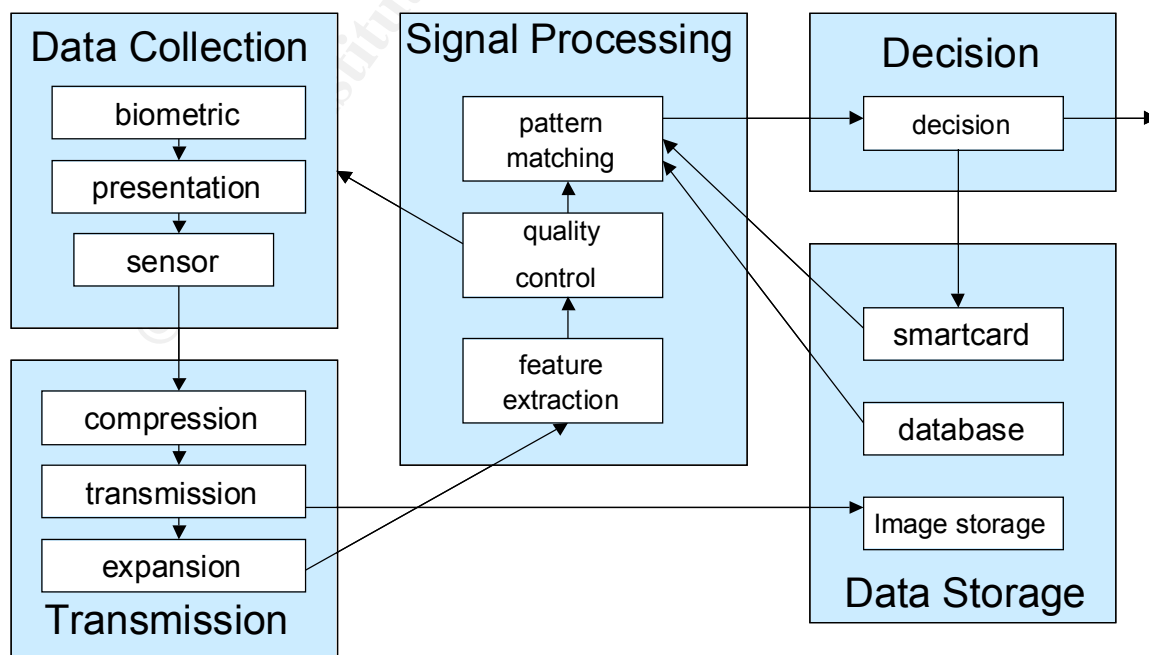 Data Collection
biometric
presentation
sensor
Transmission
compression
transmission
expansion
Signal Processing
pattern
matching
quality
control
feature
extraction
Decision
decision
smartcard
database
Image storage
Data Storage